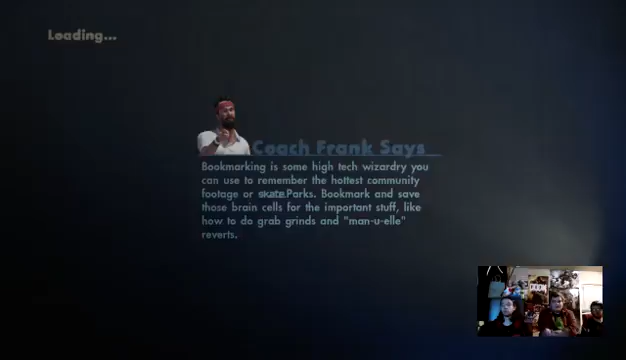 Loading...
Coach Frank Says
Bookmarking is some high tech wizardry you
can use to remember the hottest community
footage or skate.Parks. Bookmark and save
those brain cells for the important stuff, like
how to do grab grinds and "man-u-elle"
reverts.
DOOM